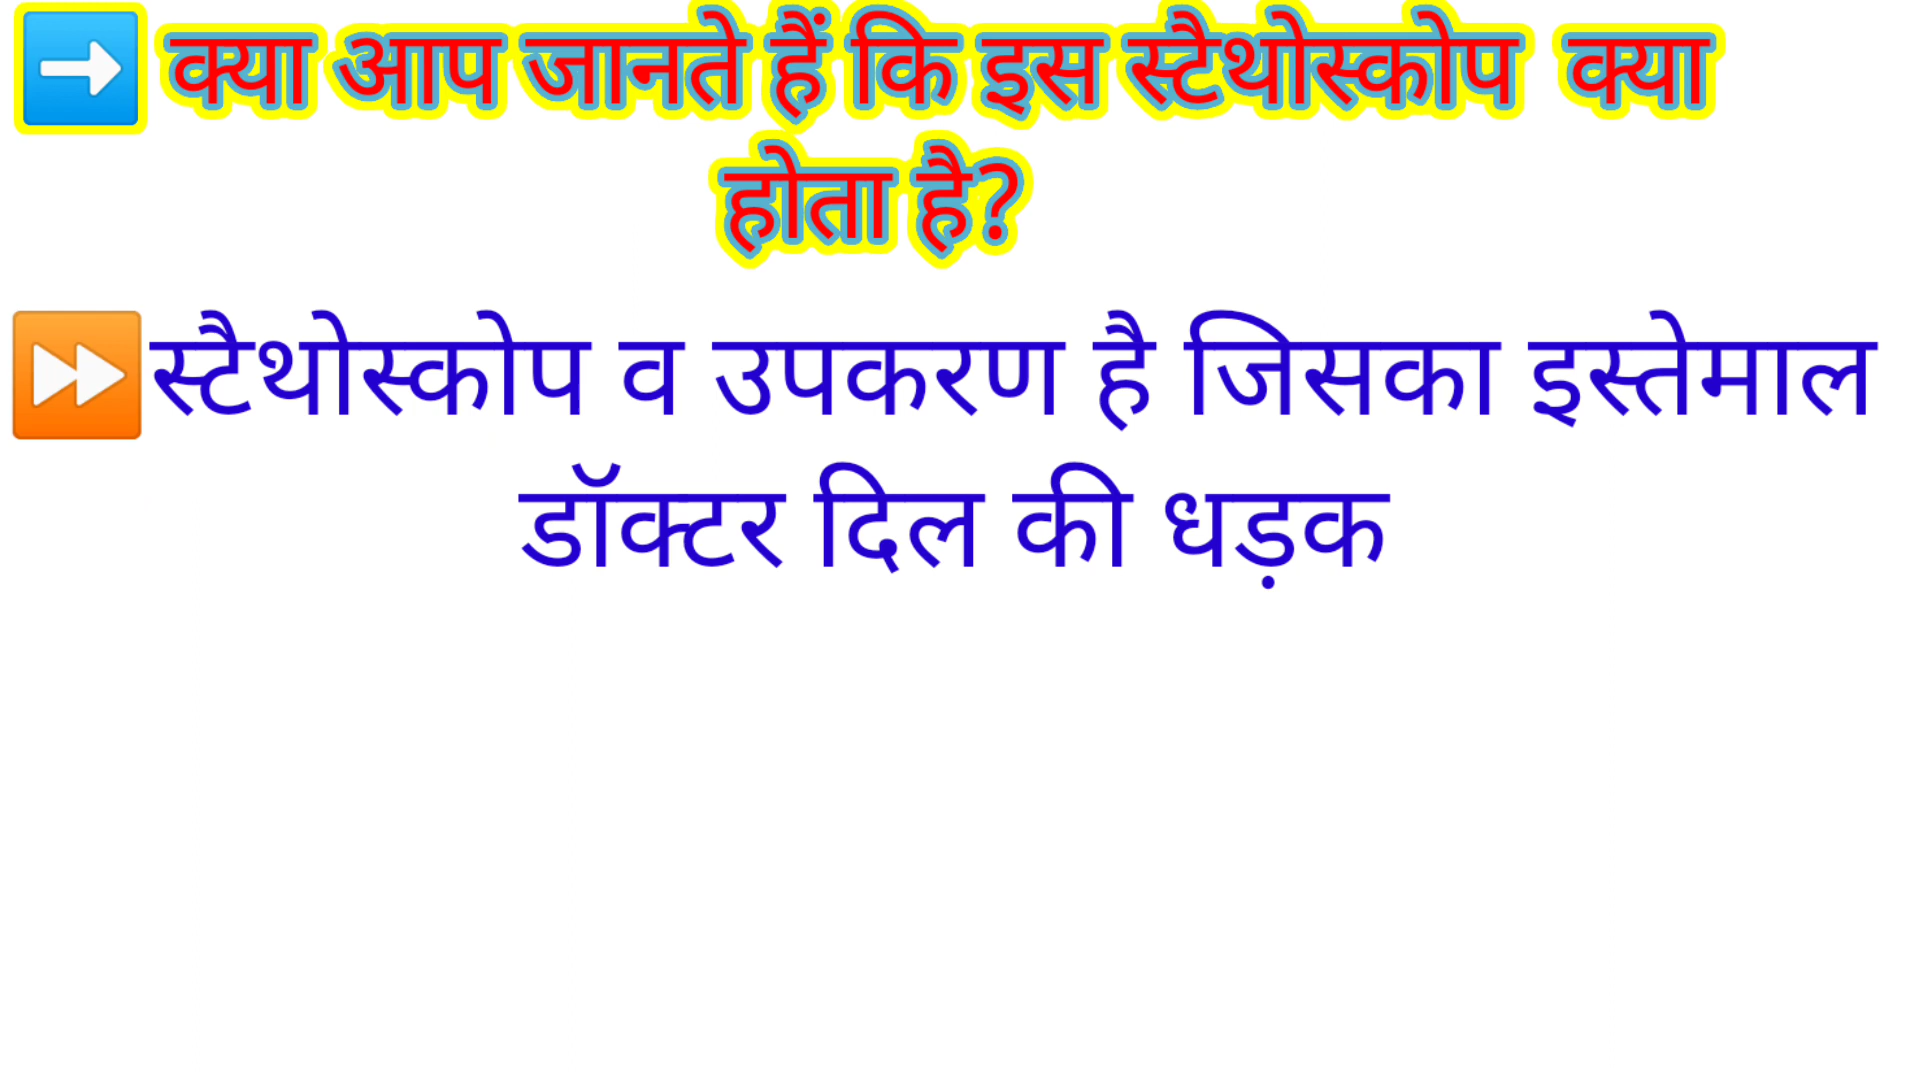 ➡️ क्या आप जानते हैं कि इस स्टैथोस्कोप क्या
होता है?
⏩स्टैथोस्कोप व उपकरण है जिसका इस्तेमाल
डॉक्टर दिल की धड़क